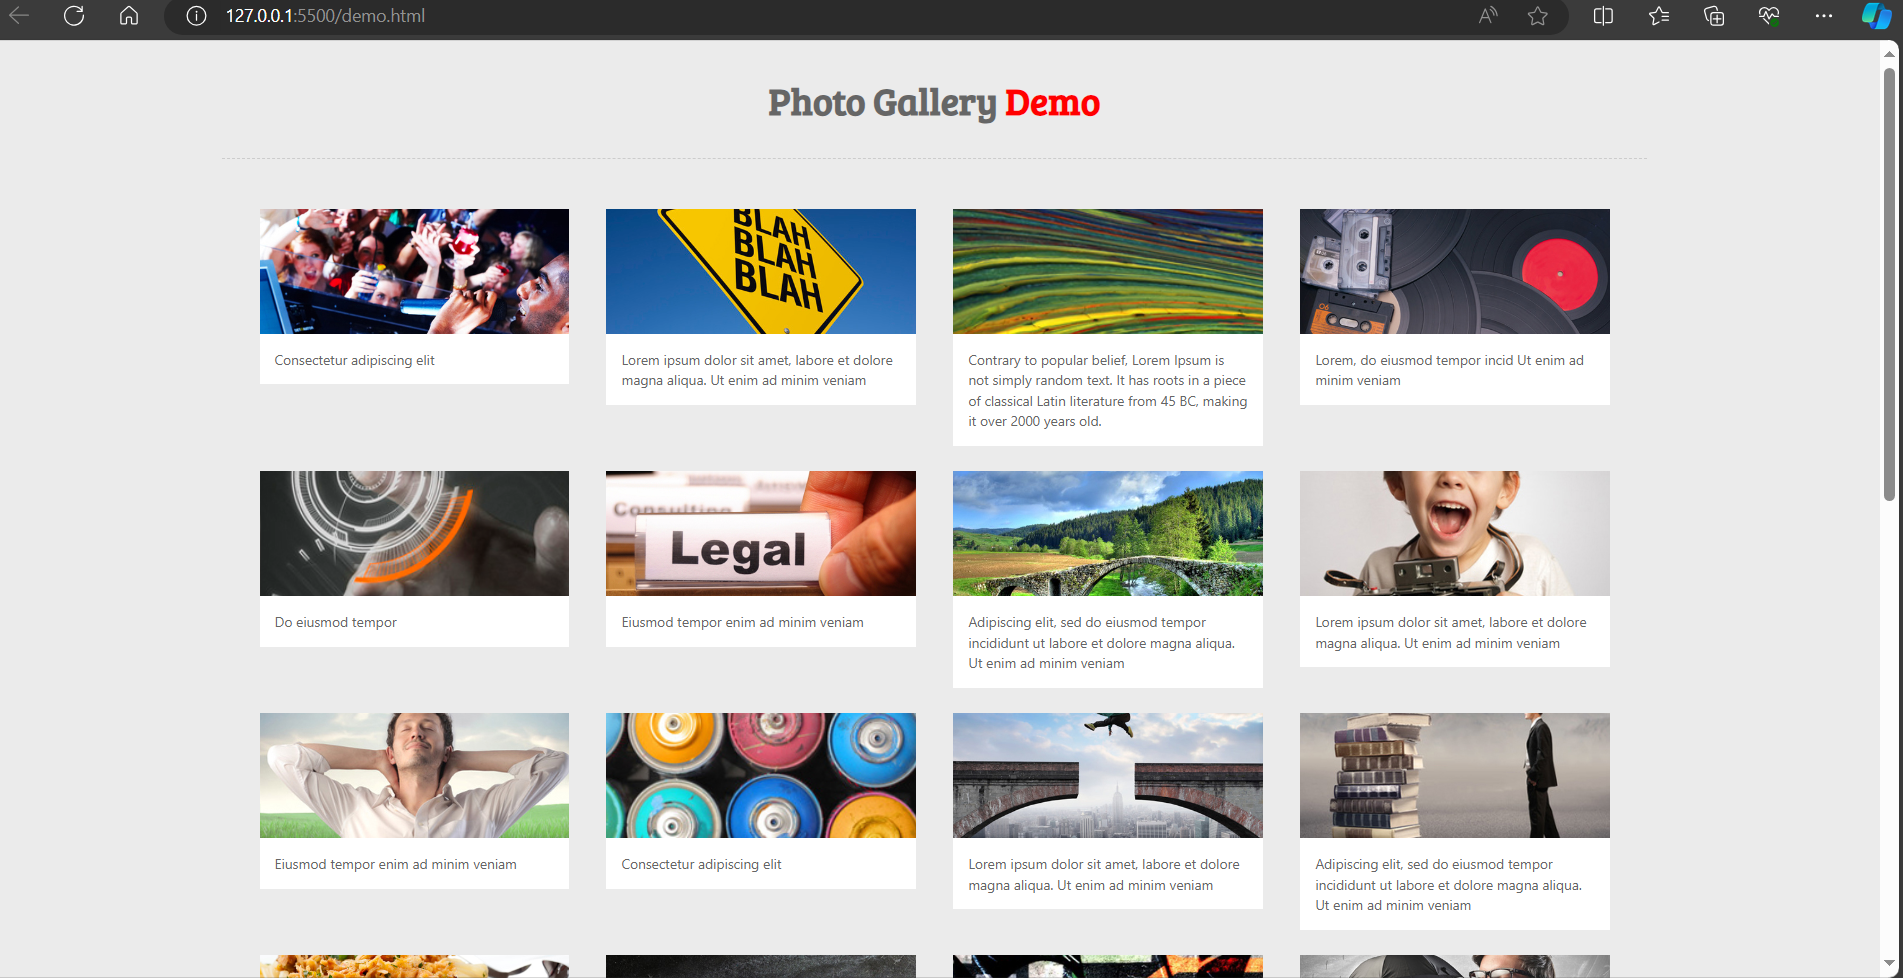 127.0.0.1:5500/demo.html
Photo Gallery Demo
BLAH
BLAH
BLAH
Consectetur adipiscing elit
Lorem ipsum dolor sit amet, labore et dolore
magna aliqua. Ut enim ad minim veniam
Contrary to popular belief, Lorem Ipsum is
not simply random text. It has roots in a piece
of classical Latin literature from 45 BC, making
it over 2000 years old.
Lorem, do eiusmod tempor incid Ut enim ad
minim veniam
Consulting
Legal
Do eiusmod tempor
Eiusmod tempor enim ad minim veniam
Adipiscing elit, sed do eiusmod tempor
incididunt ut labore et dolore magna aliqua.
Ut enim ad minim veniam
Lorem ipsum dolor sit amet, labore et dolore
magna aliqua. Ut enim ad minim veniam
Eiusmod tempor enim ad minim veniam
Consectetur adipiscing elit
Lorem ipsum dolor sit amet, labore et dolore
magna aliqua. Ut enim ad minim veniam
Adipiscing elit, sed do eiusmod tempor
incididunt ut labore et dolore magna aliqua.
Ut enim ad minim veniam